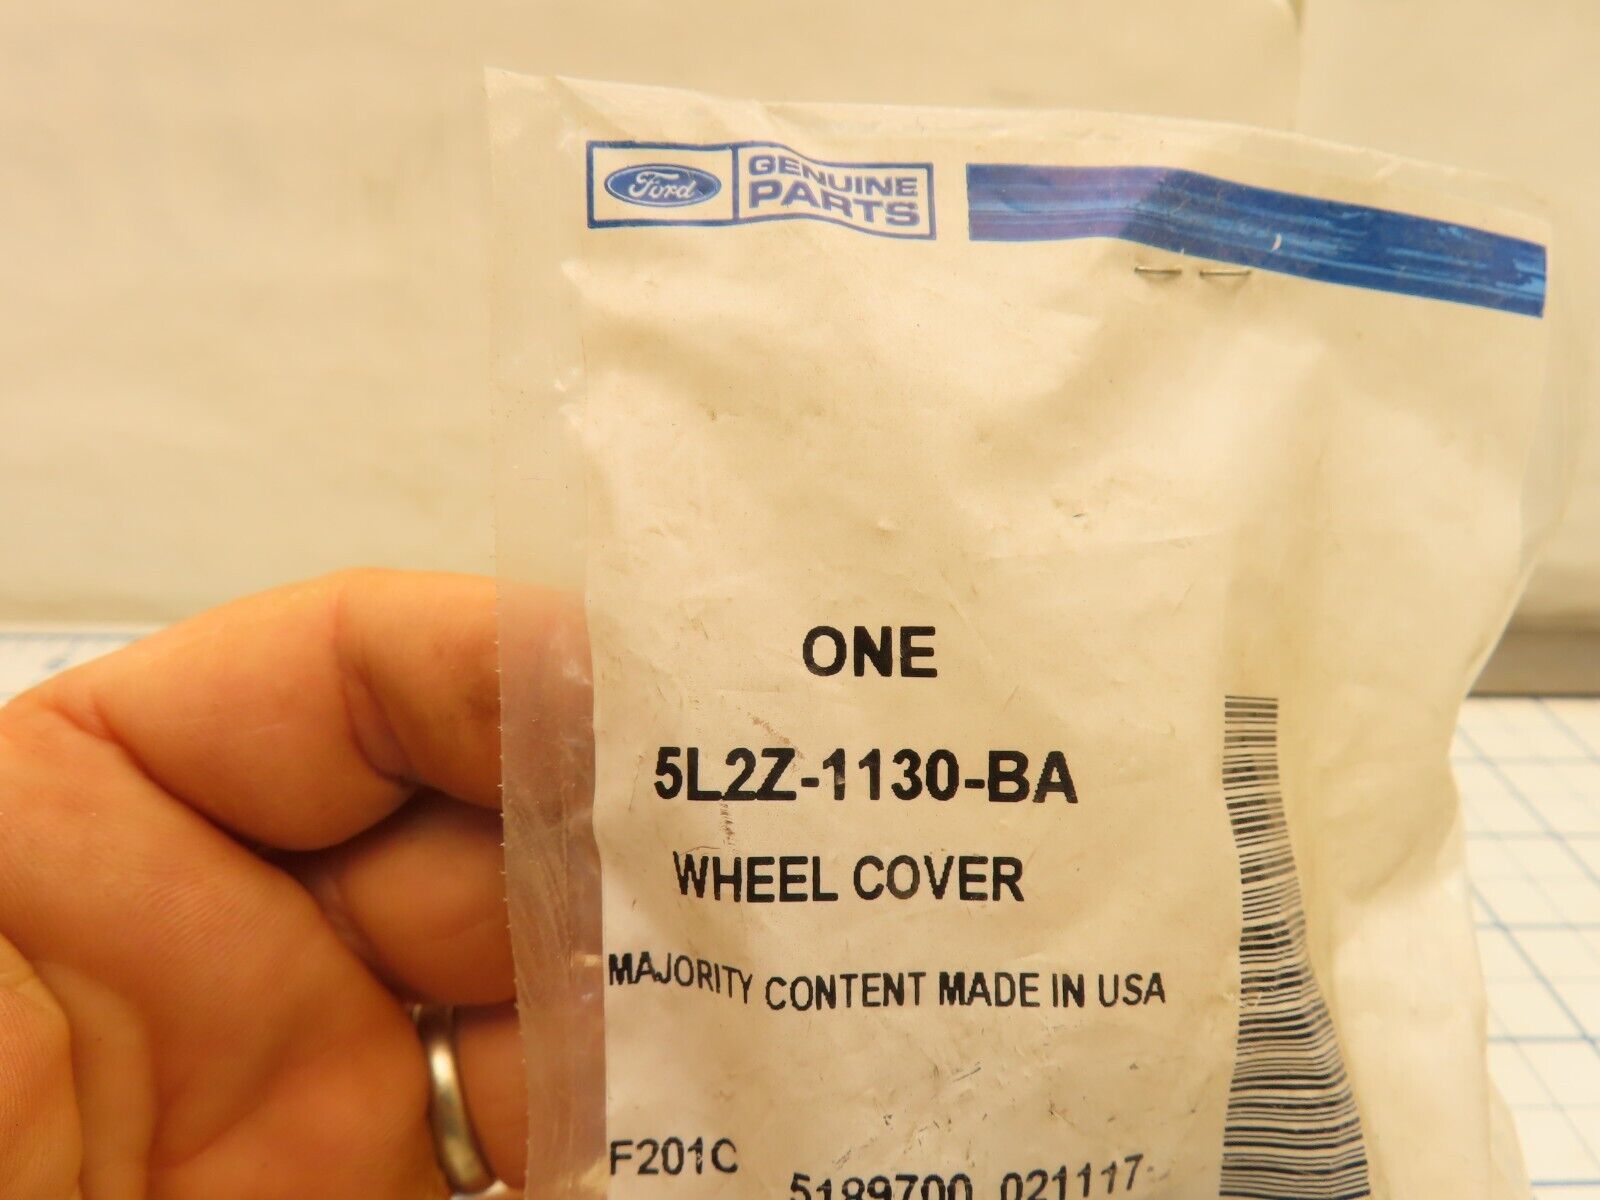 Ford
GENUINE
PARTS
ONE
5L2Z-1130-BA
WHEEL COVER
MAJORITY CONTENT MADE IN USA
F201C
5189700 021117